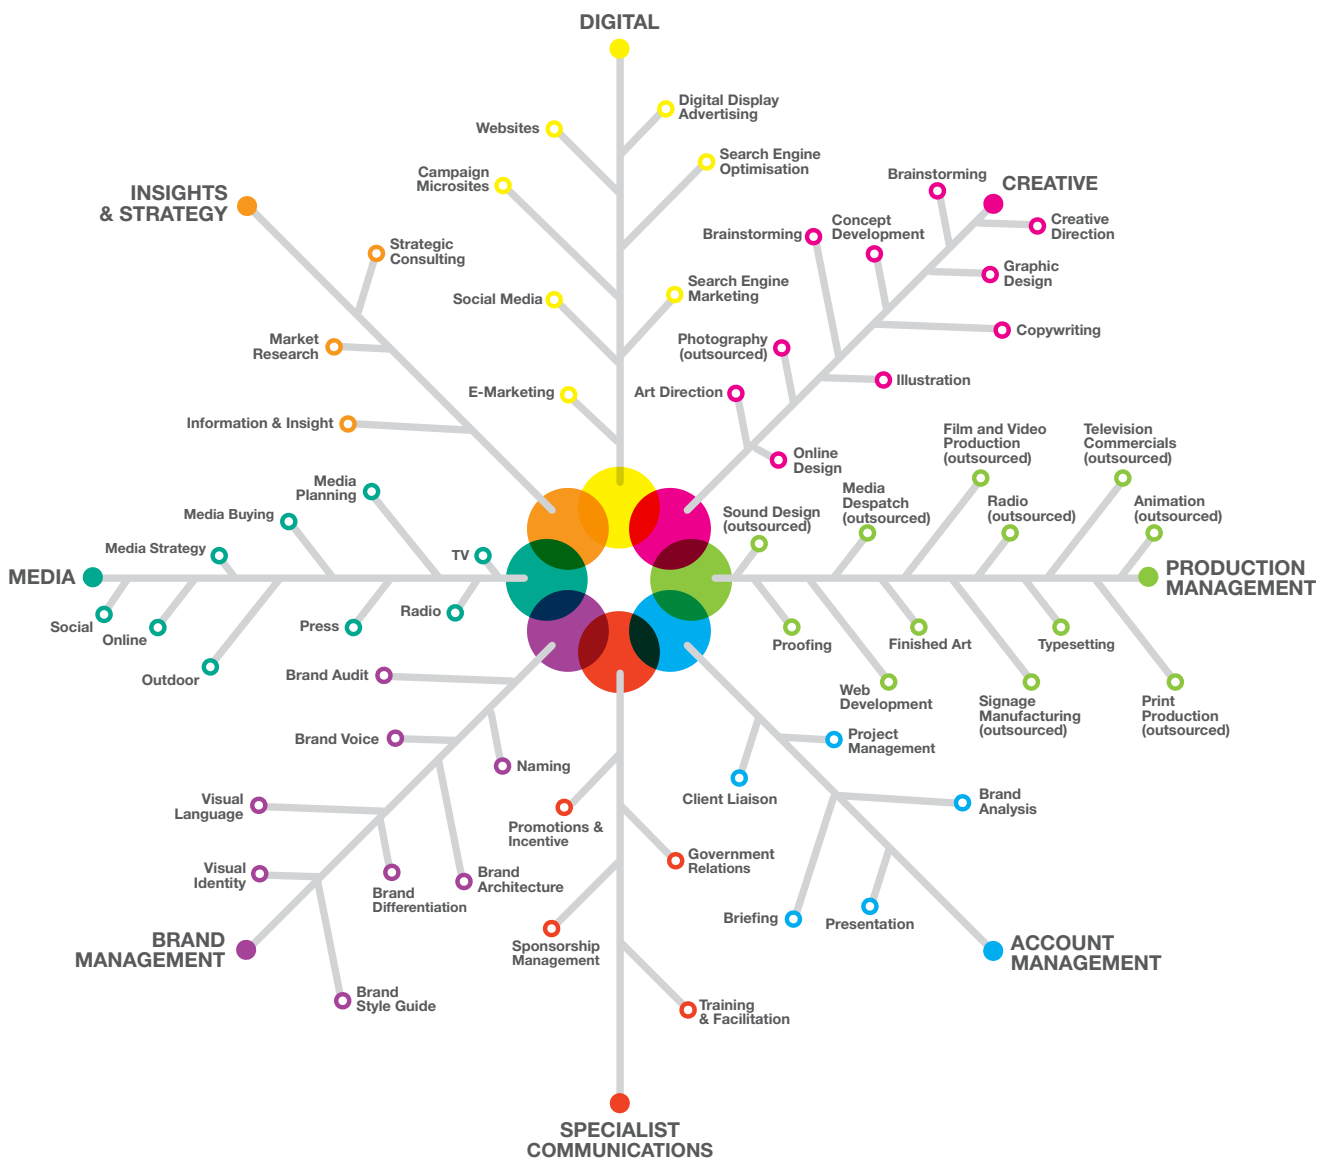 DIGITAL
Digital Display
Advertising
Websites
Search Engine
Optimisation
Campaign
Microsites
Social Media
Search Engine
Marketing
E-Marketing
CREATIVE
Brainstorming
Creative
Direction
Concept
Development
Brainstorming
Graphic
Design
Copywriting
Photography
(outsourced)
Illustration
Art Direction
Online
Design
INSIGHTS
& STRATEGY
Strategic
Consulting
Market
Research
Information & Insight
MEDIA
Media
Planning
Media Buying
Media Strategy
TV
Social
Online
Outdoor
Press
Radio
PRODUCTION
MANAGEMENT
Sound Design
(outsourced)
Media
Despatch
(outsourced)
Film and Video
Production
(outsourced)
Radio
(outsourced)
Television
Commercials
(outsourced)
Animation
(outsourced)
Proofing
Web
Development
Finished Art
Signage
Manufacturing
(outsourced)
Typesetting
Print
Production
(outsourced)
BRAND
MANAGEMENT
Brand Audit
Brand Voice
Naming
Visual
Language
Visual
Identity
Brand
Differentiation
Brand
Architecture
Brand
Style Guide
SPECIALIST
COMMUNICATIONS
Promotions &
Incentive
Government
Relations
Sponsorship
Management
Training
& Facilitation
ACCOUNT
MANAGEMENT
Project
Management
Client Liaison
Brand
Analysis
Briefing
Presentation